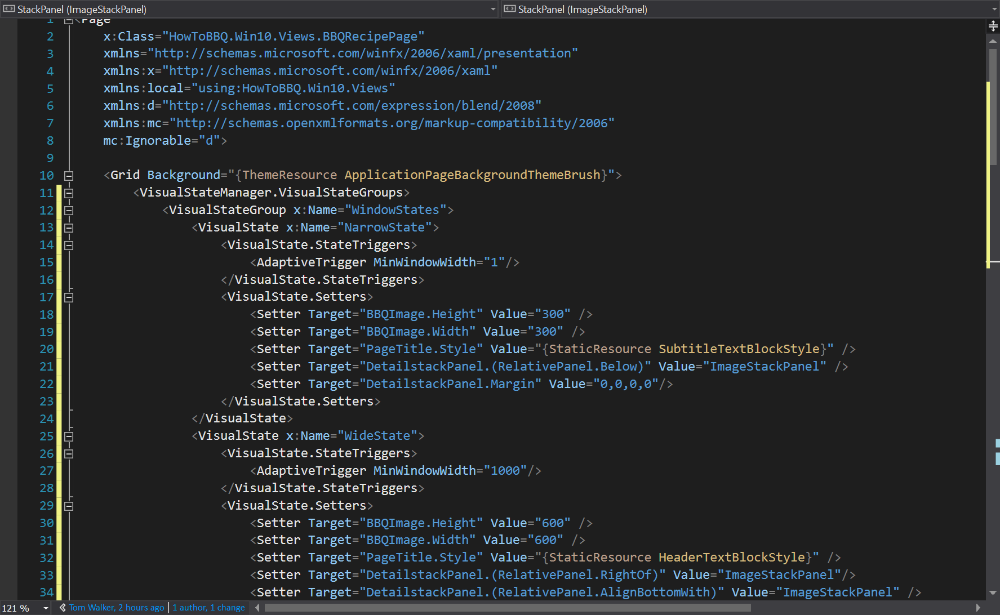 StackPanel (ImageStackPanel) StackPanel (ImageStackPanel)
1 <Page
2 x:Class="HowToBBQ.Win10.Views.BBQRecipePage"
3 xmlns="http://schemas.microsoft.com/winfx/2006/xaml/presentation"
4 xmlns:x="http://schemas.microsoft.com/winfx/2006/xaml"
5 xmlns:local="using:HowToBBQ.Win10.Views"
6 xmlns:d="http://schemas.microsoft.com/expression/blend/2008"
7 xmlns:mc="http://schemas.openxmlformats.org/markup-compatibility/2006"
8 mc:Ignorable="d">
9
10 <Grid Background="{ThemeResource ApplicationPageBackgroundThemeBrush}">
11 <VisualStateManager.VisualStateGroups>
12 <VisualStateGroup x:Name="WindowStates">
13 <VisualState x:Name="NarrowState">
14 <VisualState.StateTriggers>
15 <AdaptiveTrigger MinWindowWidth="1"/>
16 </VisualState.StateTriggers>
17 <VisualState.Setters>
18 <Setter Target="BBQImage.Height" Value="300" />
19 <Setter Target="BBQImage.Width" Value="300" />
20 <Setter Target="PageTitle.Style" Value="{StaticResource SubtitleTextBlockStyle}" />
21 <Setter Target="DetailstackPanel.(RelativePanel.Below)" Value="ImageStackPanel" />
22 <Setter Target="DetailstackPanel.Margin" Value="0,0,0,0"/>
23 </VisualState.Setters>
24 </VisualState>
25 <VisualState x:Name="WideState">
26 <VisualState.StateTriggers>
27 <AdaptiveTrigger MinWindowWidth="1000"/>
28 </VisualState.StateTriggers>
29 <VisualState.Setters>
30 <Setter Target="BBQImage.Height" Value="600" />
31 <Setter Target="BBQImage.Width" Value="600" />
32 <Setter Target="PageTitle.Style" Value="{StaticResource HeaderTextBlockStyle}" />
33 <Setter Target="DetailstackPanel.(RelativePanel.RightOf)" Value="ImageStackPanel"/>
34 <Setter Target="DetailstackPanel.(RelativePanel.AlignBottomWith)" Value="ImageStackPanel" />
121 % Tom Walker, 2 hours ago | 1 author, 1 change